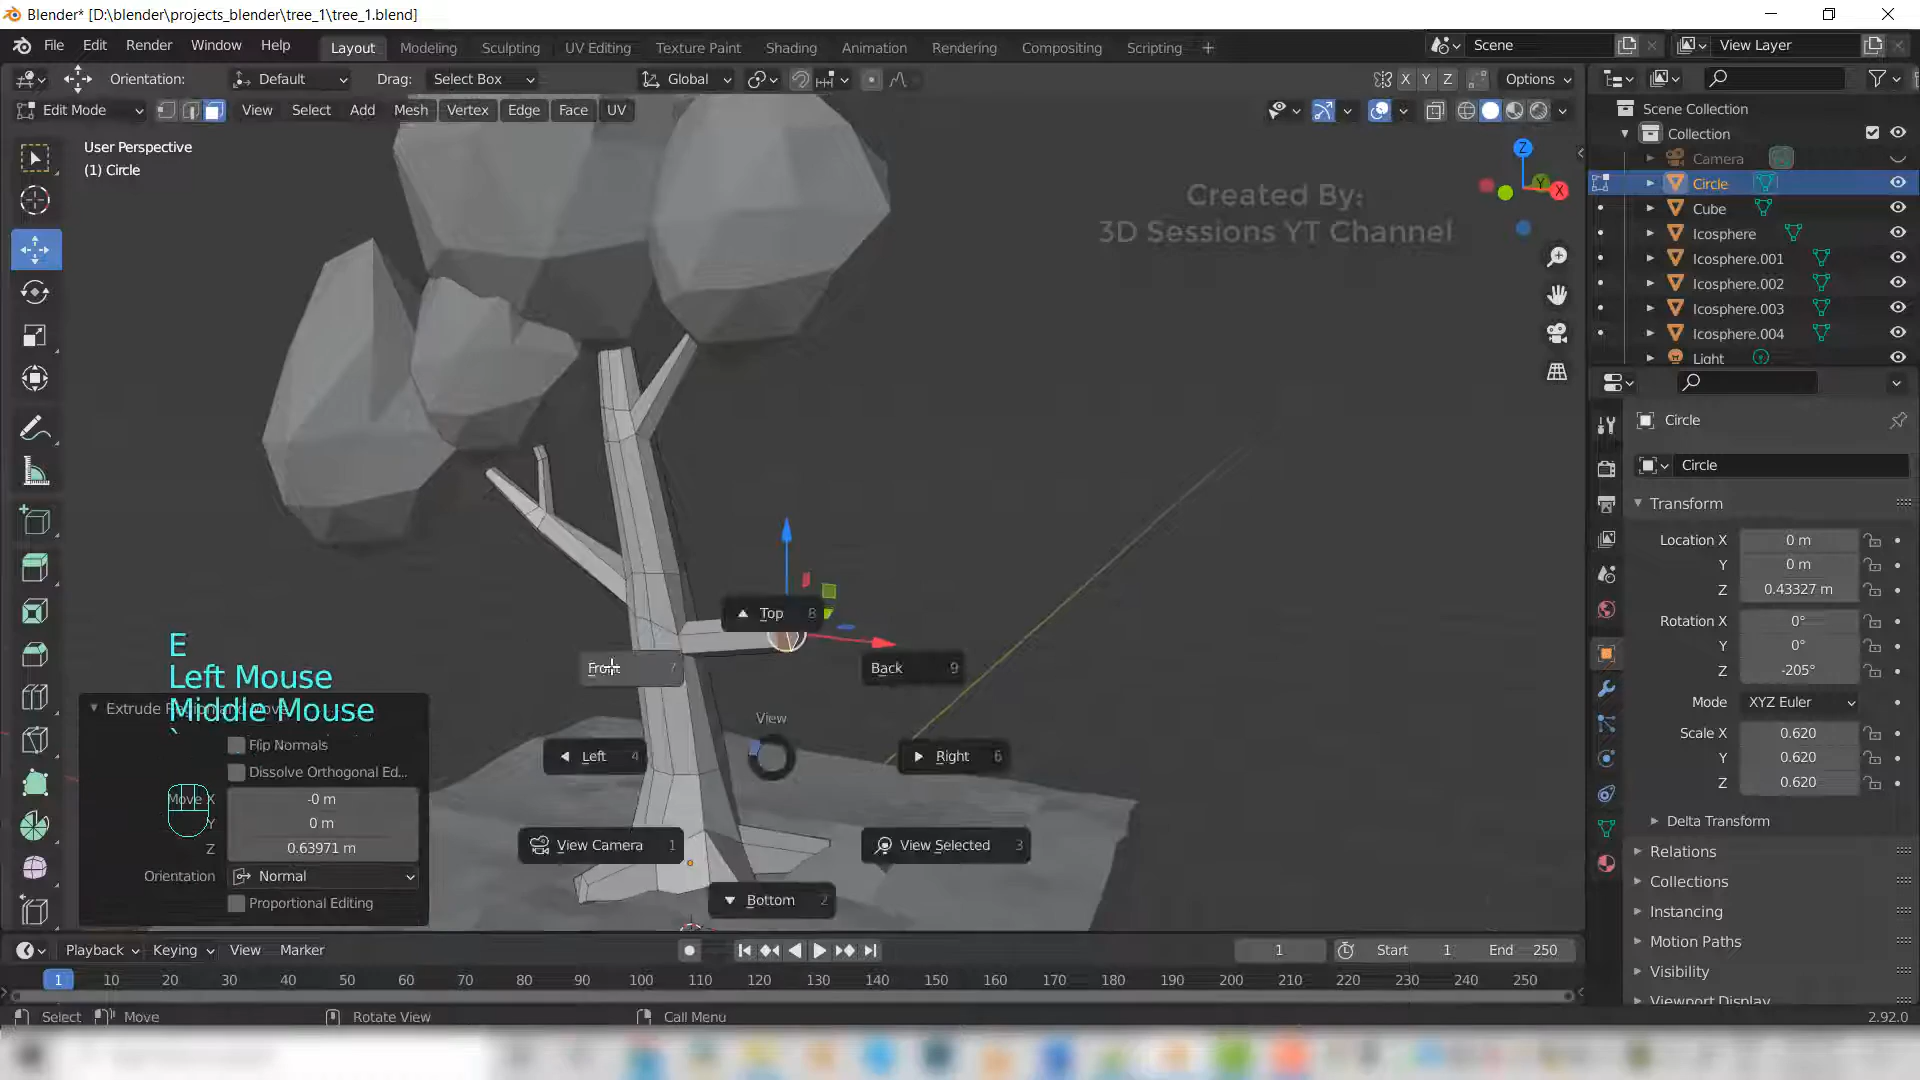 Blender* [D:\blender\projects_blender\tree_1\tree_1.blend]
File Edit Render Window Help Layout Modeling Sculpting UV Editing Texture Paint Shading Animation Rendering Compositing Scripting Scene View Layer
Orientation: Default Drag: Select Box Global X Y Z Options
Edit Mode View Select Add Mesh Vertex Edge Face UV
User Perspective
(1) Circle
Created By:
3D Sessions YT Channel
Z
Y
X
Scene Collection
Collection
Camera
Circle
Cube
Icosphere
Icosphere.001
Icosphere.002
Icosphere.003
Icosphere.004
Light
Circle
Circle
Transform
Location X 0 m
Y 0 m
Z 0.43327 m
Rotation X 0°
Y 0°
Z -205°
Mode XYZ Euler
Scale X 0.620
Y 0.620
Z 0.620
Delta Transform
Relations
Collections
Instancing
Motion Paths
Visibility
Viewport Display
Top 8
Front 7
Back 9
View
Left 4
Right 6
View Camera 1
View Selected 3
Bottom 2
E
Left Mouse
Middle Mouse
`
Extrude Region and Move
Flip Normals
Dissolve Orthogonal Ed...
Move X -0 m
Y 0 m
Z 0.63971 m
Orientation Normal
Proportional Editing
Playback Keying View Marker 1 Start 1 End 250
1 10 20 30 40 50 60 70 80 90 100 110 120 130 140 150 160 170 180 190 200 210 220 230 240 250
Select Move Rotate View Call Menu 2.92.0